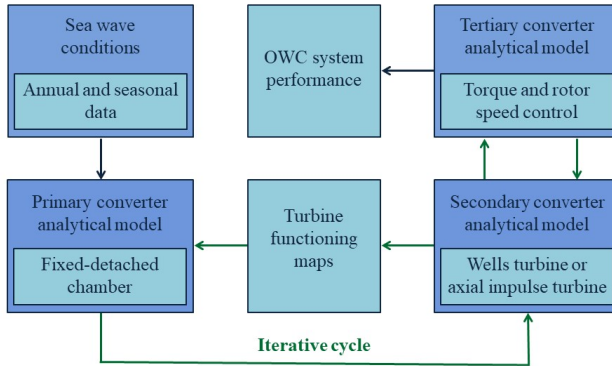 Sea wave
conditions
Annual and seasonal
data
OWC system
performance
Tertiary converter
analytical model
Torque and rotor
speed control
Primary converter
analytical model
Fixed-detached
chamber
Turbine
functioning
maps
Secondary converter
analytical model
Wells turbine or
axial impulse turbine
Iterative cycle